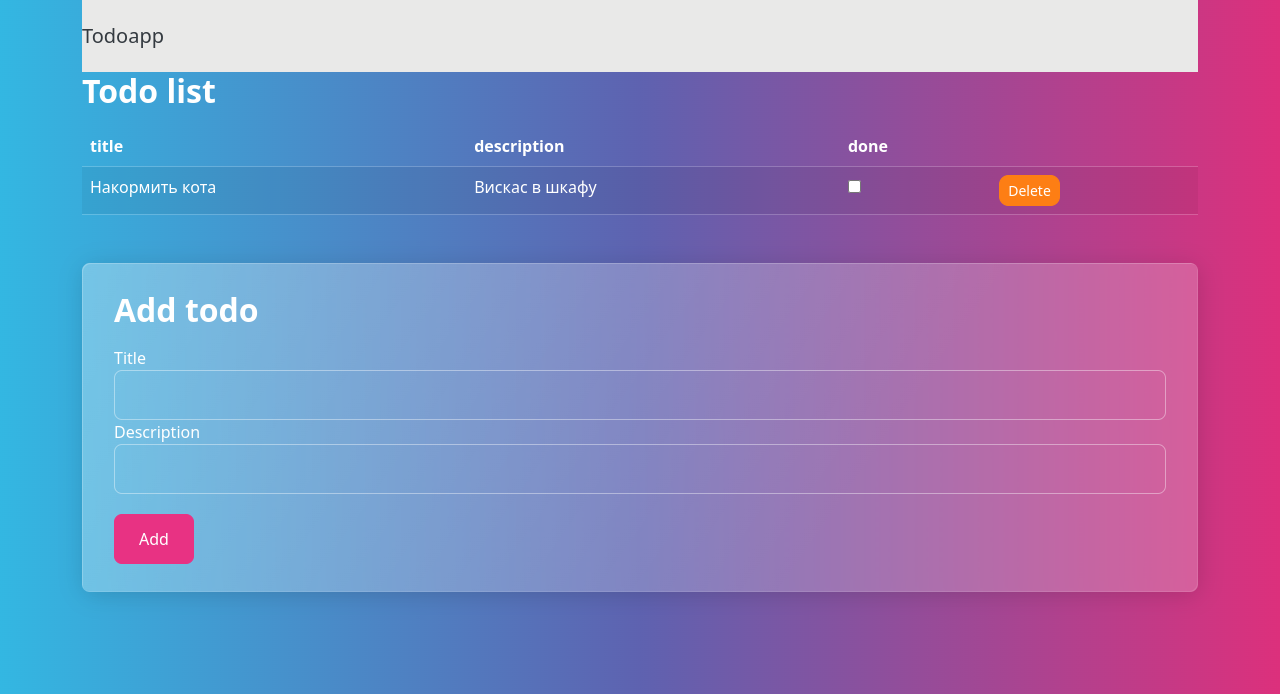 Todoapp
Todo list
title description done
Накормить кота Вискас в шкафу Delete
Add todo
Title
Description
Add